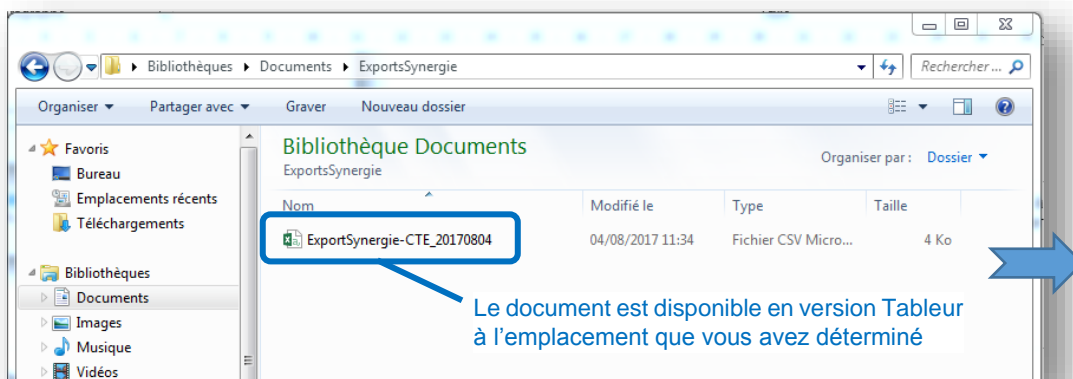 Bibliothèques Documents ExportsSynergie
Rechercher ...
Organiser Partager avec Graver Nouveau dossier
Favoris
Bureau
Emplacements récents
Téléchargements
Bibliothèques
Documents
Images
Musique
Vidéos
Bibliothèque Documents
ExportsSynergie
Organiser par : Dossier
Nom Modifié le Type Taille
ExportSynergie-CTE_20170804 04/08/2017 11:34 Fichier CSV Micro... 4 Ko
Le document est disponible en version Tableur
à l’emplacement que vous avez déterminé